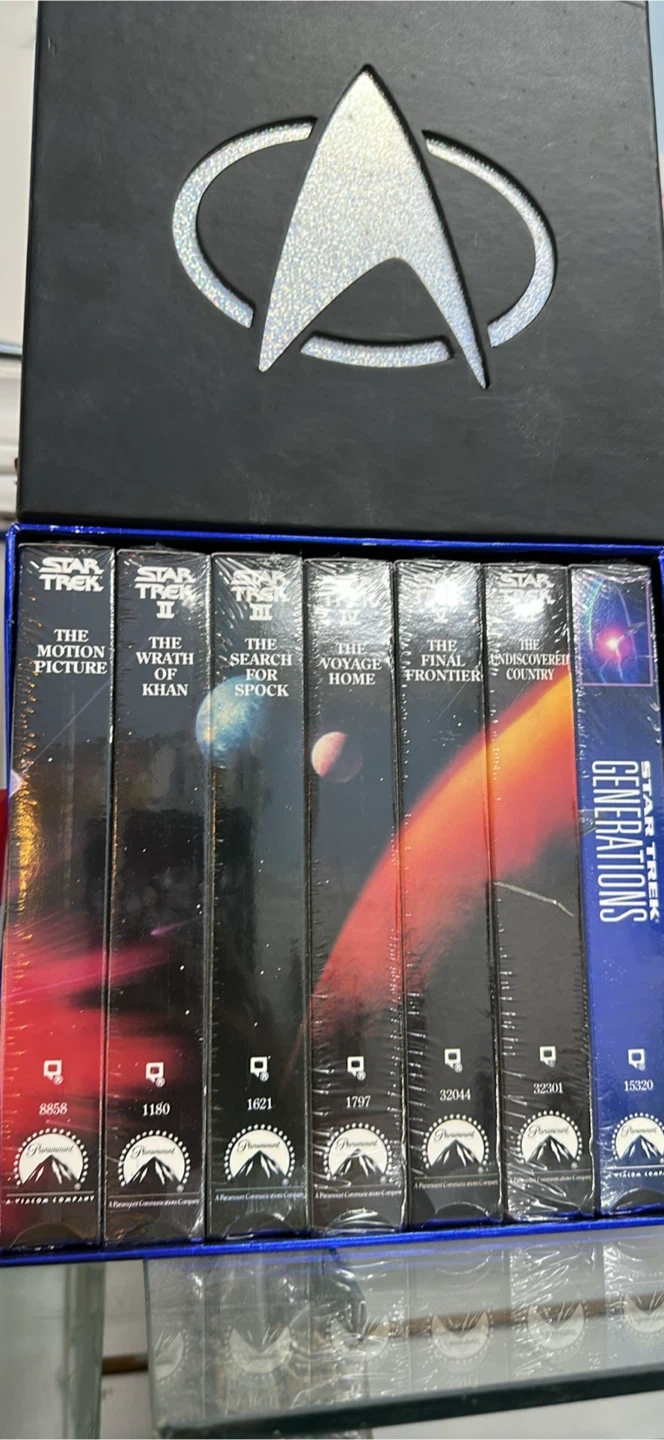 STAR
TREK
THE
MOTION
PICTURE
8858
Paramount
A VIACOM COMPANY
STAR
TREK
II
THE
WRATH
OF
KHAN
1180
Paramount
A Paramount Communications Company
STAR
TREK
III
THE
SEARCH
FOR
SPOCK
1621
Paramount
A Paramount Communications Company
STAR
IV
THE
VOYAGE
HOME
1797
Paramount
A Paramount Communications Company
STAR
TREK
V
THE
FINAL
FRONTIER
32044
Paramount
A Paramount Communications Company
STAR
TREK
THE
UNDISCOVERED
COUNTRY
32301
Paramount
A Paramount Communications Company
STAR TREK
GENERATIONS
15320
Paramount
A VIACOM COMPANY